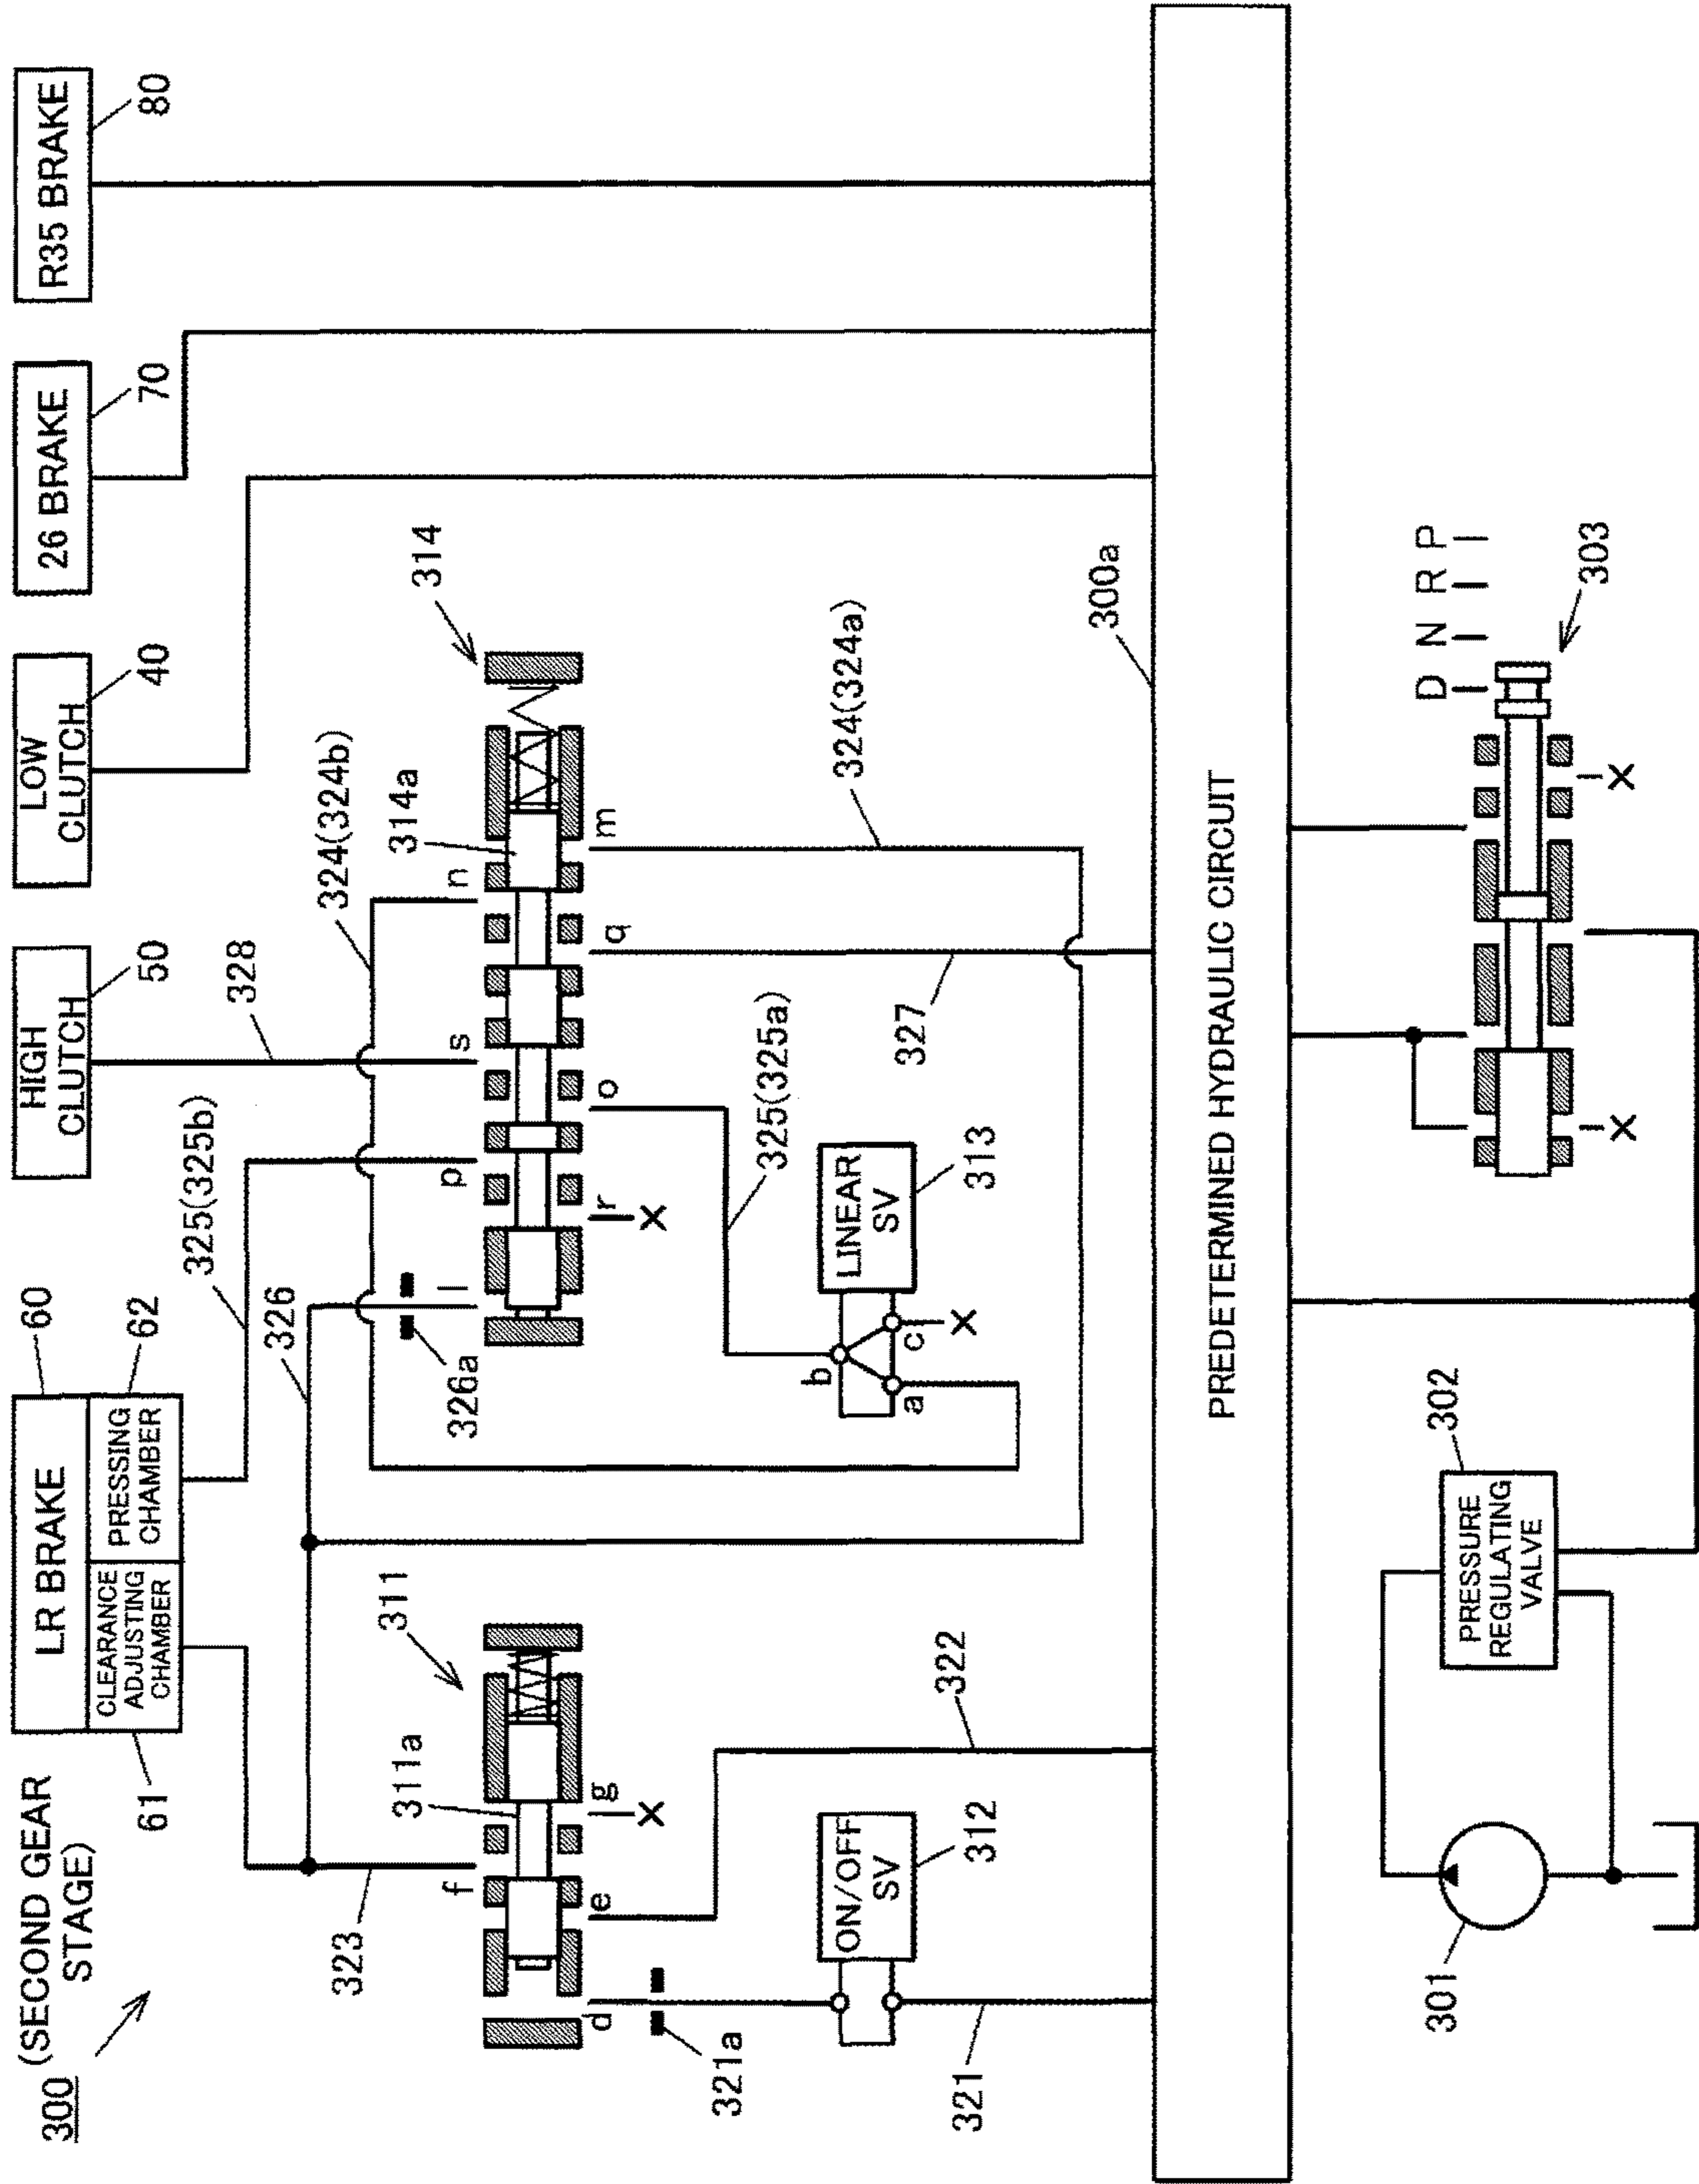 300 (SECOND GEAR
STAGE)
LR BRAKE
60
CLEARANCE
ADJUSTING
CHAMBER
61
PRESSING
CHAMBER
62
HIGH
CLUTCH
50
LOW
CLUTCH
40
26 BRAKE
70
R35 BRAKE
80
323
326
325(325b)
328
324(324b)
314
311
311a
f
d
e
g
326a
l
p
s
n
314a
r
o
q
m
X
X
321a
ON/OFF
SV
312
322
321
LINEAR
SV
313
a
b
c
X
325(325a)
327
324(324a)
300a
PREDETERMINED HYDRAULIC CIRCUIT
301
PRESSURE
REGULATING
VALVE
302
D N R P
303
X
X